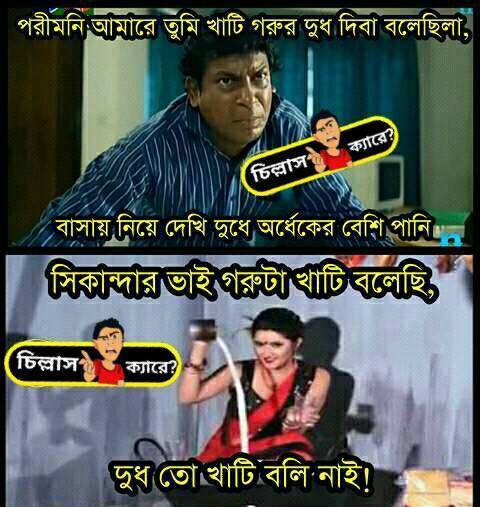 পরীমনি আমারে তুমি খাটি গরুর দুধ দিবা বলেছিলা,
চিল্লাস ক্যারে?
বাসায় নিয়ে দেখি দুধে অর্ধেকের বেশি পানি
সিকান্দার ভাই গরুটা খাটি বলেছি,
চিল্লাস ক্যারে?
দুধ তো খাটি বলি নাই!